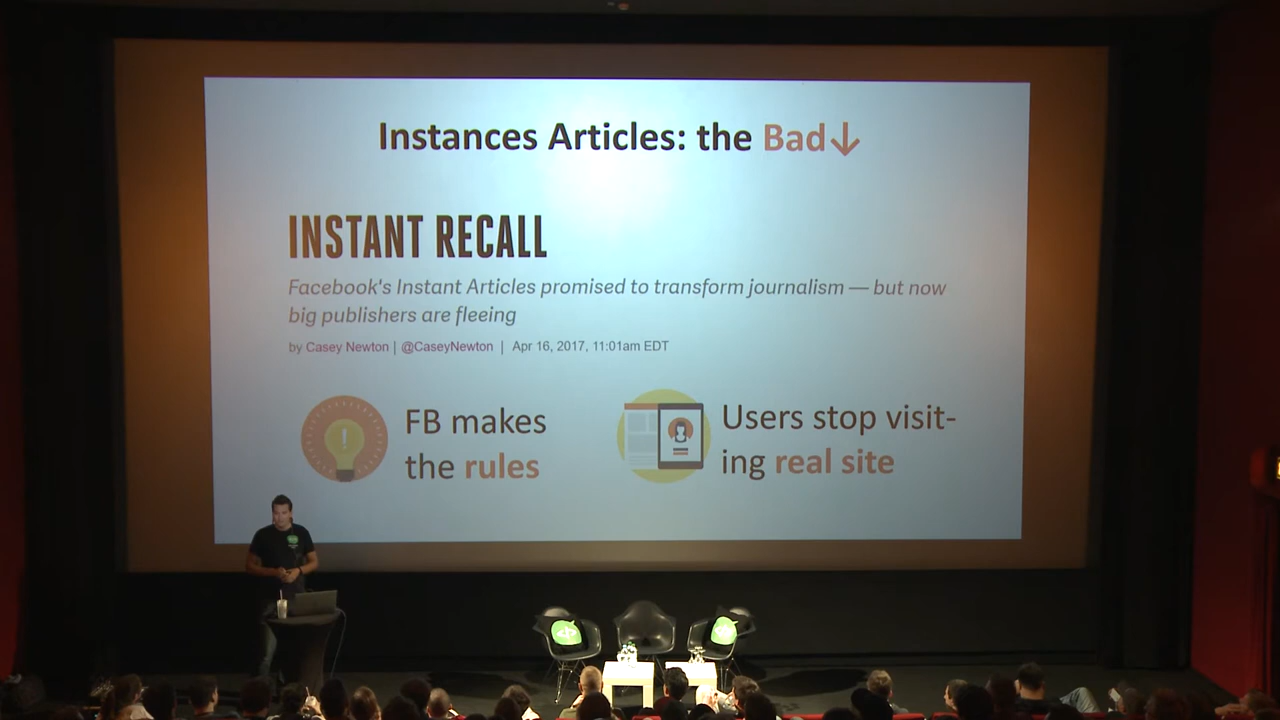 Instances Articles: the Bad↓
INSTANT RECALL
Facebook's Instant Articles promised to transform journalism — but now
big publishers are fleeing
by Casey Newton | @CaseyNewton | Apr 16, 2017, 11:01am EDT
FB makes
the rules
Users stop visit-
ing real site